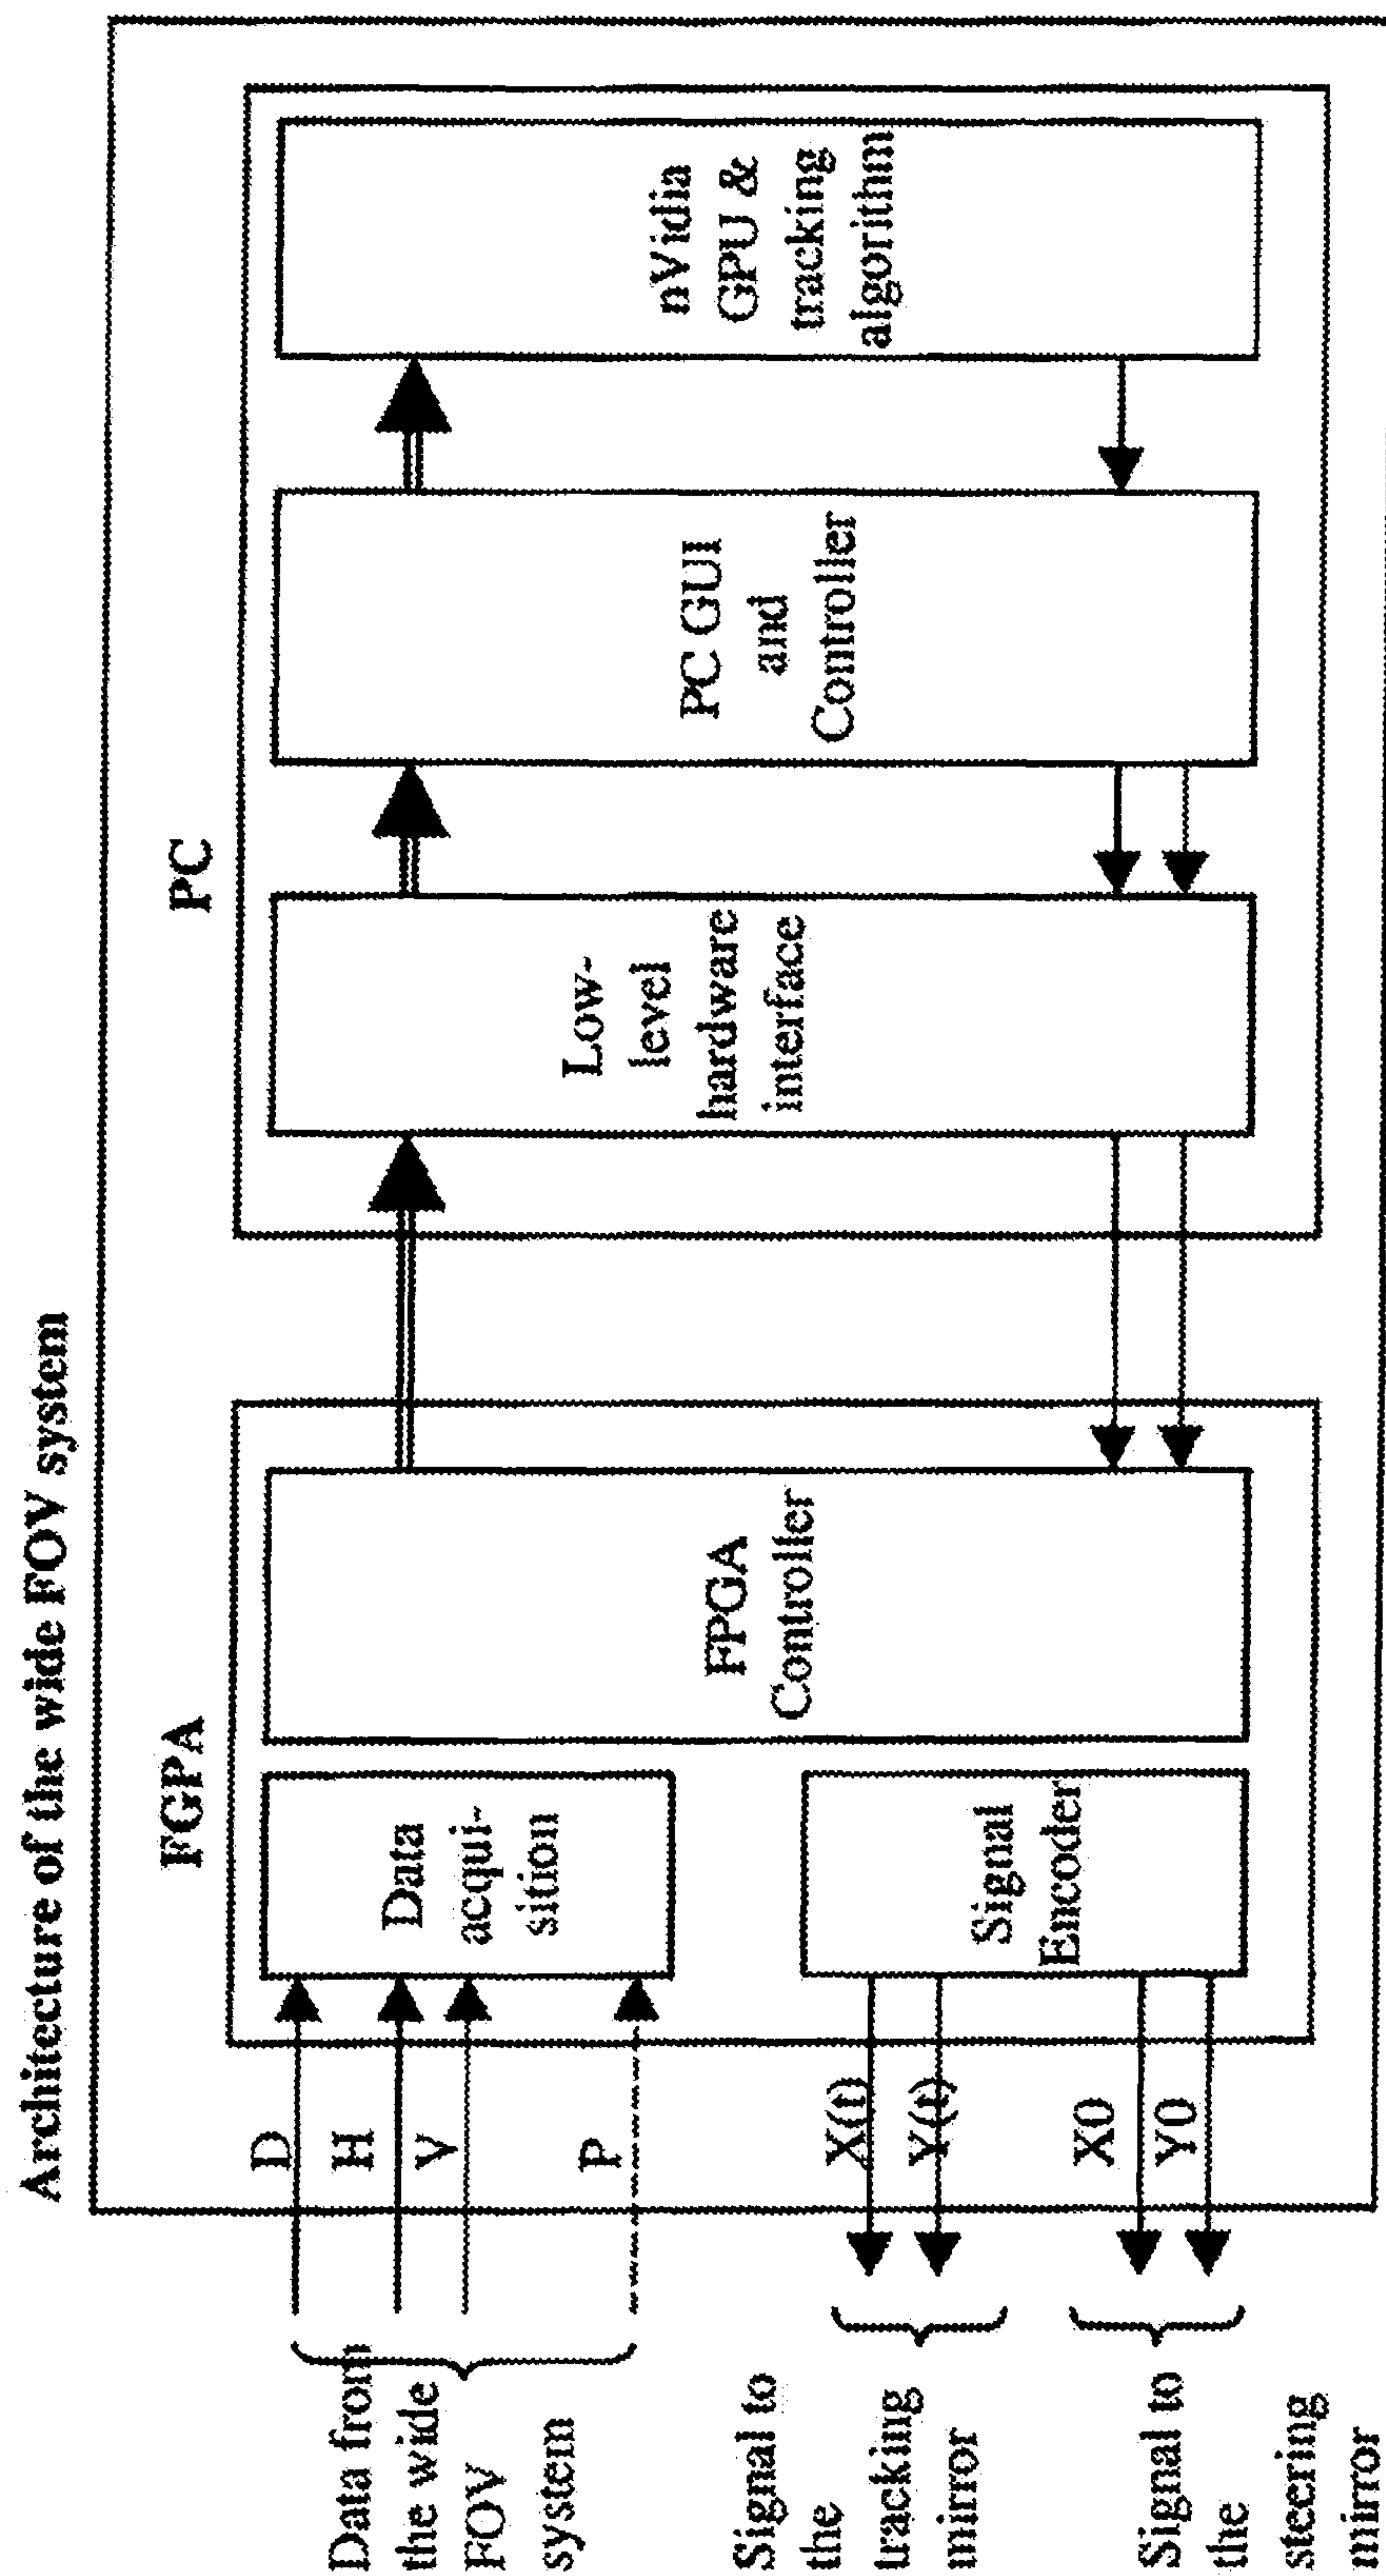 Architecture of the wide FOV system
FGPA
PC
Data from
the wide
FOV
system
D
H
V
P
Data
acqui-
sition
Signal to
the
tracking
mirror
X(t)
Y(t)
Signal to
the
steering
mirror
X0
Y0
Signal
Encoder
FPGA
Controller
Low-
level
hardware
interface
PC GUI
and
Controller
nVidia
GPU &
tracking
algorithm